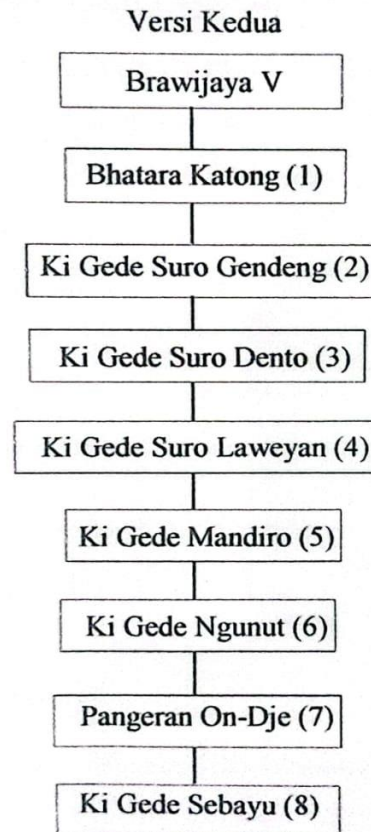 Versi Kedua
Brawijaya V
Bhatara Katong (1)
Ki Gede Suro Gendeng (2)
Ki Gede Suro Dento (3)
Ki Gede Suro Laweyan (4)
Ki Gede Mandiro (5)
Ki Gede Ngunut (6)
Pangeran On-Dje (7)
Ki Gede Sebayu (8)